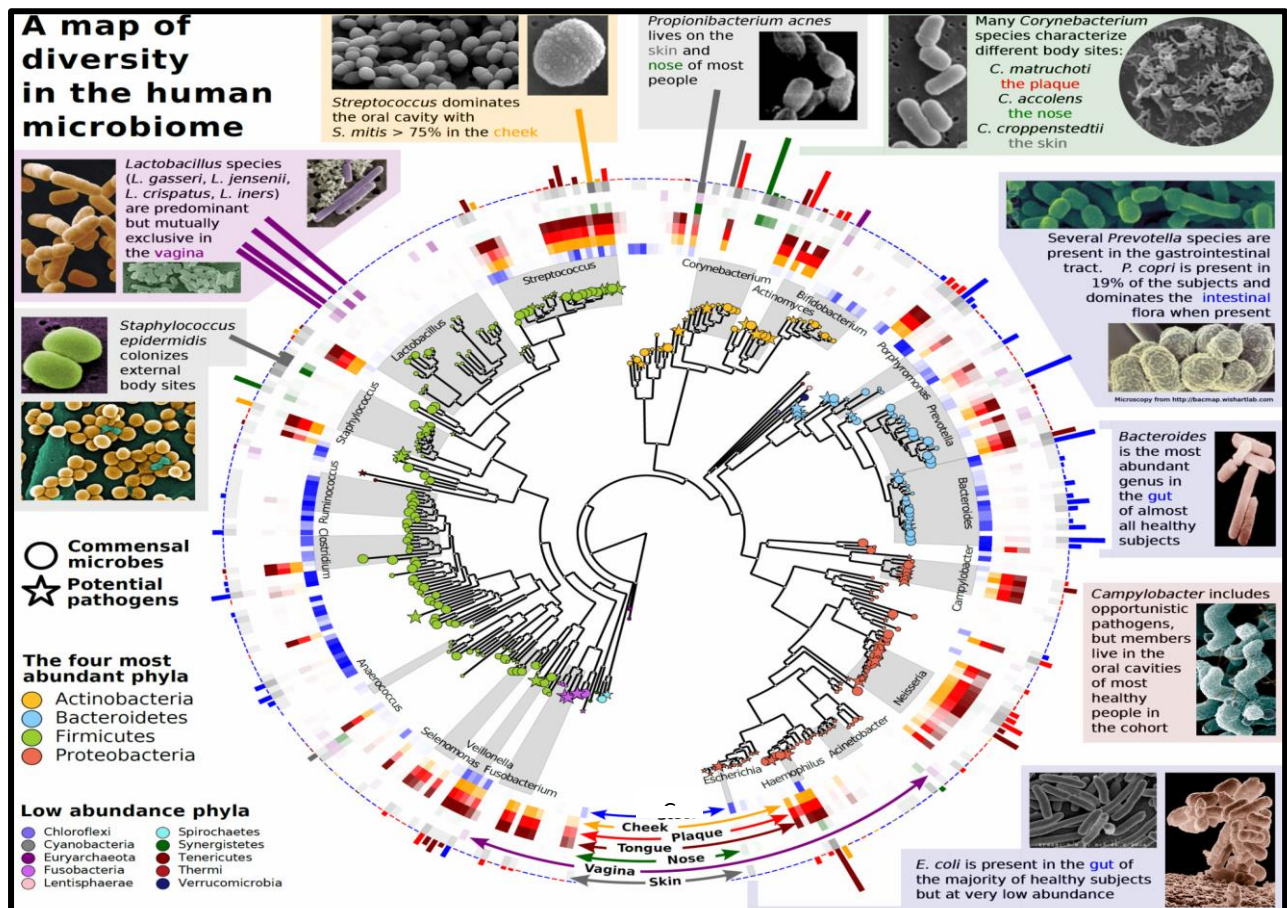 A map of
diversity
in the human
microbiome
Streptococcus dominates
the oral cavity with
S. mitis > 75% in the cheek
Propionibacterium acnes
lives on the
skin and
nose of most
people
Many Corynebacterium
species characterize
different body sites:
C. matruchoti
the plaque
C. accolens
the nose
C. croppenstedtii
the skin
Lactobacillus species
(L. gasseri, L. jensenii,
L. crispatus, L. iners)
are predominant
but mutually
exclusive in
the vagina
Several Prevotella species are
present in the gastrointestinal
tract. P. copri is present in
19% of the subjects and
dominates the intestinal
flora when present
Microscopy from http://bacmap.wishartlab.com
Staphylococcus
epidermidis
colonizes
external
body sites
Bacteroides
is the most
abundant
genus in
the gut
of almost
all healthy
subjects
Campylobacter includes
opportunistic
pathogens,
but members
live in the
oral cavities
of most
healthy
people in
the cohort
E. coli is present in the gut of
the majority of healthy subjects
but at very low abundance
Streptococcus
Corynebacterium
Actinomyces
Bifidobacterium
Lactobacillus
Porphyromonas
Prevotella
Staphylococcus
Bacteroides
Ruminococcus
Clostridium
Campylobacter
Anaerococcus
Neisseria
Selenomonas
Veillonella
Fusobacterium
Acinetobacter
Haemophilus
Escherichia
Commensal
microbes
Potential
pathogens
The four most
abundant phyla
Actinobacteria
Bacteroidetes
Firmicutes
Proteobacteria
Low abundance phyla
Chloroflexi
Cyanobacteria
Euryarchaeota
Fusobacteria
Lentisphaerae
Spirochaetes
Synergistetes
Tenericutes
Thermi
Verrucomicrobia
Cheek
Plaque
Tongue
Nose
Vagina
Skin